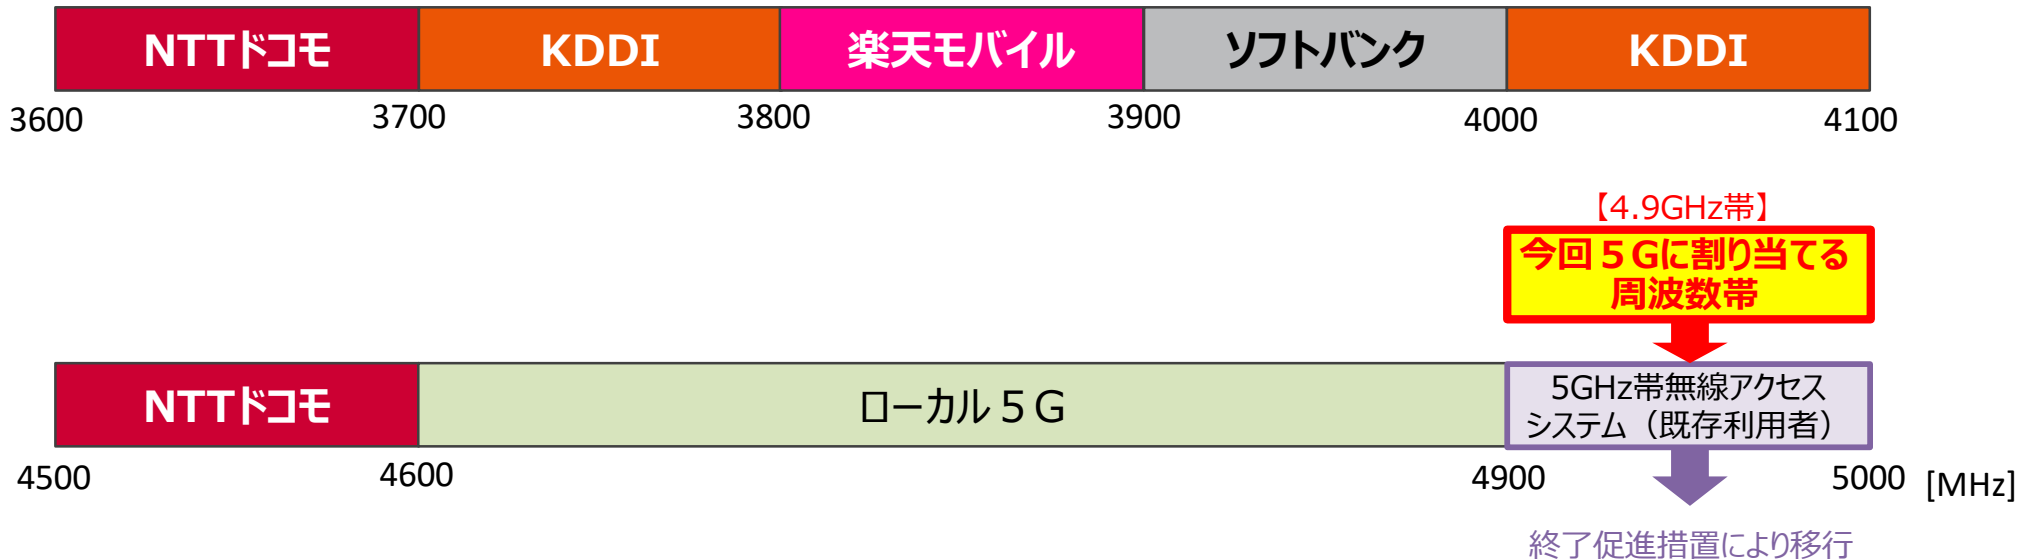 NTTドコモ KDDI 楽天モバイル ソフトバンク KDDI
3600 3700 3800 3900 4000 4100
【4.9GHz帯】
今回５Gに割り当てる
周波数帯
NTTドコモ ローカル５G 5GHz帯無線アクセス
システム（既存利用者）
4500 4600 4900 5000 [MHz]
終了促進措置により移行